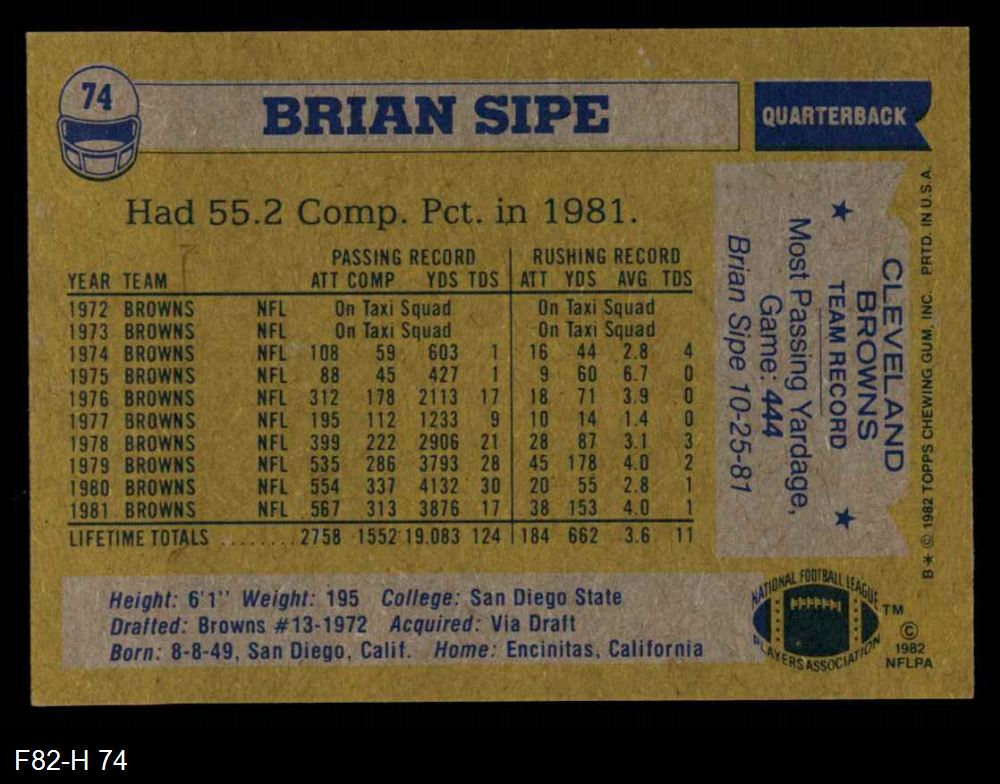 74
BRIAN SIPE
QUARTERBACK
Had 55.2 Comp. Pct. in 1981.
PASSING RECORD RUSHING RECORD
YEAR TEAM ATT COMP YDS TDS ATT YDS AVG TDS
1972 BROWNS NFL On Taxi Squad On Taxi Squad
1973 BROWNS NFL On Taxi Squad On Taxi Squad
1974 BROWNS NFL 108 59 603 1 16 44 2.8 4
1975 BROWNS NFL 88 45 427 1 9 60 6.7 0
1976 BROWNS NFL 312 178 2113 17 18 71 3.9 0
1977 BROWNS NFL 195 112 1233 9 10 14 1.4 0
1978 BROWNS NFL 399 222 2906 21 28 87 3.1 3
1979 BROWNS NFL 535 286 3793 28 45 178 4.0 2
1980 BROWNS NFL 554 337 4132 30 20 55 2.8 1
1981 BROWNS NFL 567 313 3876 17 38 153 4.0 1
LIFETIME TOTALS ........ 2758 1552 19,083 124 184 662 3.6 11
CLEVELAND
BROWNS
★ TEAM RECORD ★
Most Passing Yardage,
Game: 444
Brian Sipe 10-25-81
B✶ © 1982 TOPPS CHEWING GUM, INC. PRTD. IN U.S.A.
Height: 6'1" Weight: 195 College: San Diego State
Drafted: Browns #13-1972 Acquired: Via Draft
Born: 8-8-49, San Diego, Calif. Home: Encinitas, California
NATIONAL FOOTBALL LEAGUE
PLAYERS ASSOCIATION
TM
©
1982
NFLPA
F82-H 74